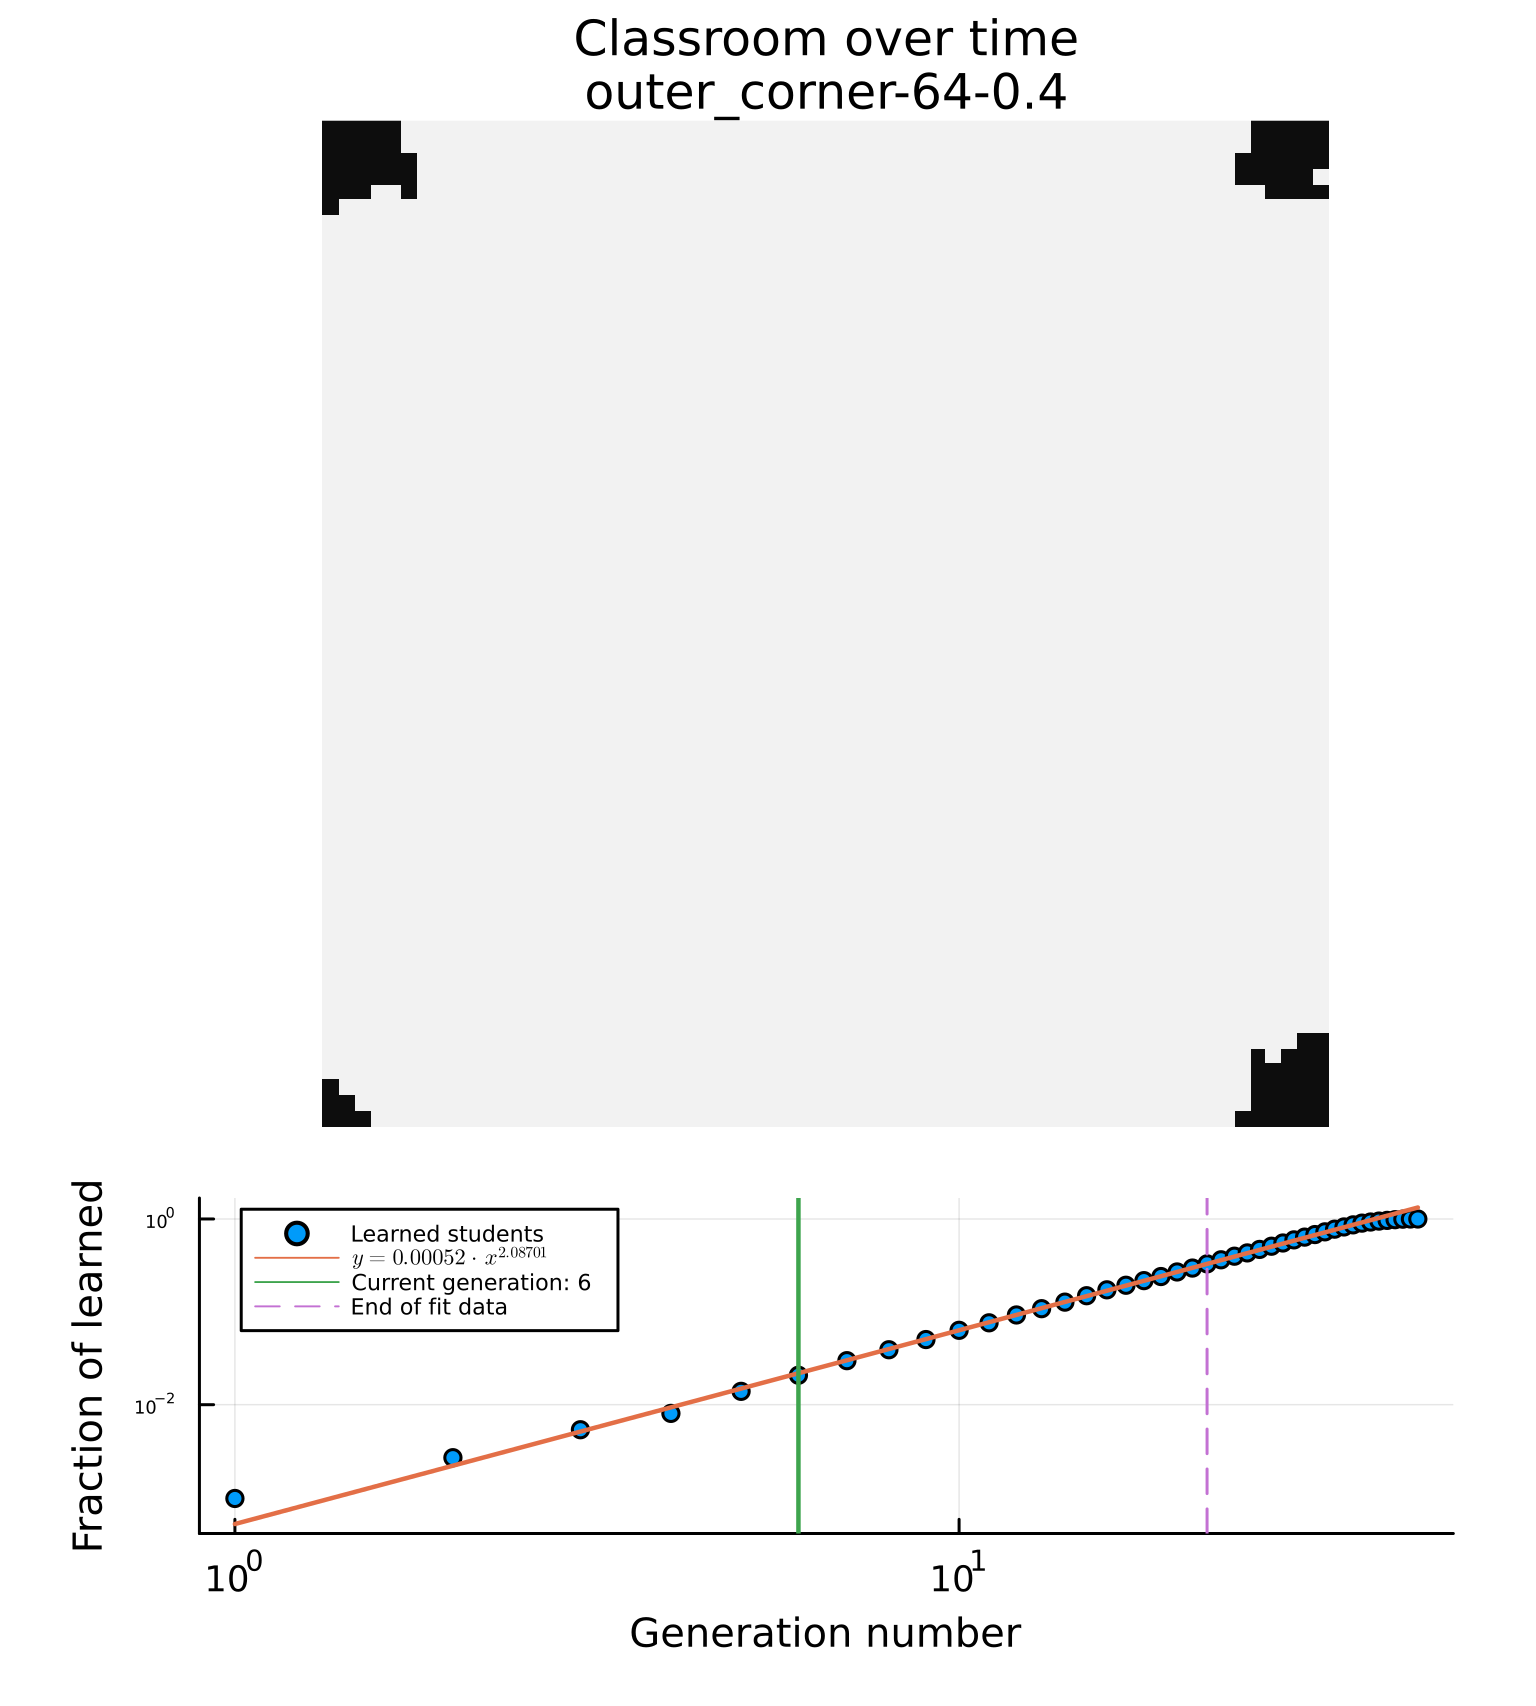 Classroom over time
outer_corner-64-0.4
Fraction of learned
10⁰
10⁻²
Learned students
y = 0.00052 · x^2.08701
Current generation: 6
End of fit data
10⁰
10¹
Generation number